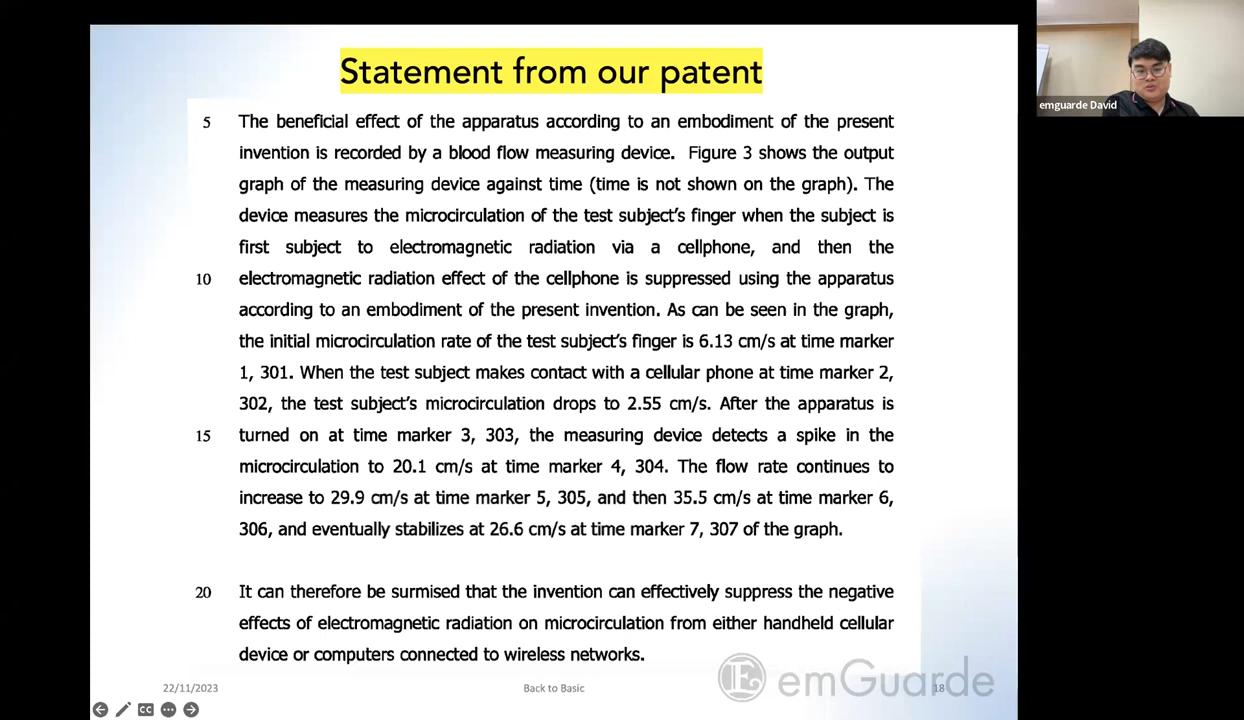 Statement from our patent
emguarde David
5 The beneficial effect of the apparatus according to an embodiment of the present
invention is recorded by a blood flow measuring device. Figure 3 shows the output
graph of the measuring device against time (time is not shown on the graph). The
device measures the microcirculation of the test subject's finger when the subject is
first subject to electromagnetic radiation via a cellphone, and then the
10 electromagnetic radiation effect of the cellphone is suppressed using the apparatus
according to an embodiment of the present invention. As can be seen in the graph,
the initial microcirculation rate of the test subject's finger is 6.13 cm/s at time marker
1, 301. When the test subject makes contact with a cellular phone at time marker 2,
302, the test subject's microcirculation drops to 2.55 cm/s. After the apparatus is
15 turned on at time marker 3, 303, the measuring device detects a spike in the
microcirculation to 20.1 cm/s at time marker 4, 304. The flow rate continues to
increase to 29.9 cm/s at time marker 5, 305, and then 35.5 cm/s at time marker 6,
306, and eventually stabilizes at 26.6 cm/s at time marker 7, 307 of the graph.
20 It can therefore be surmised that the invention can effectively suppress the negative
effects of electromagnetic radiation on microcirculation from either handheld cellular
device or computers connected to wireless networks.
22/11/2023
Back to Basic
emGuarde
18
CC